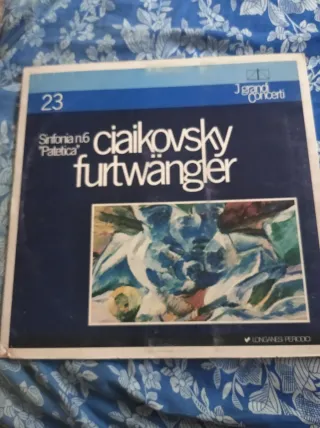 23
J grandi
Concerti
Sinfonia n.6
"Patetica"
ciaikovsky
furtwängler
LONGANESI PERIODICI